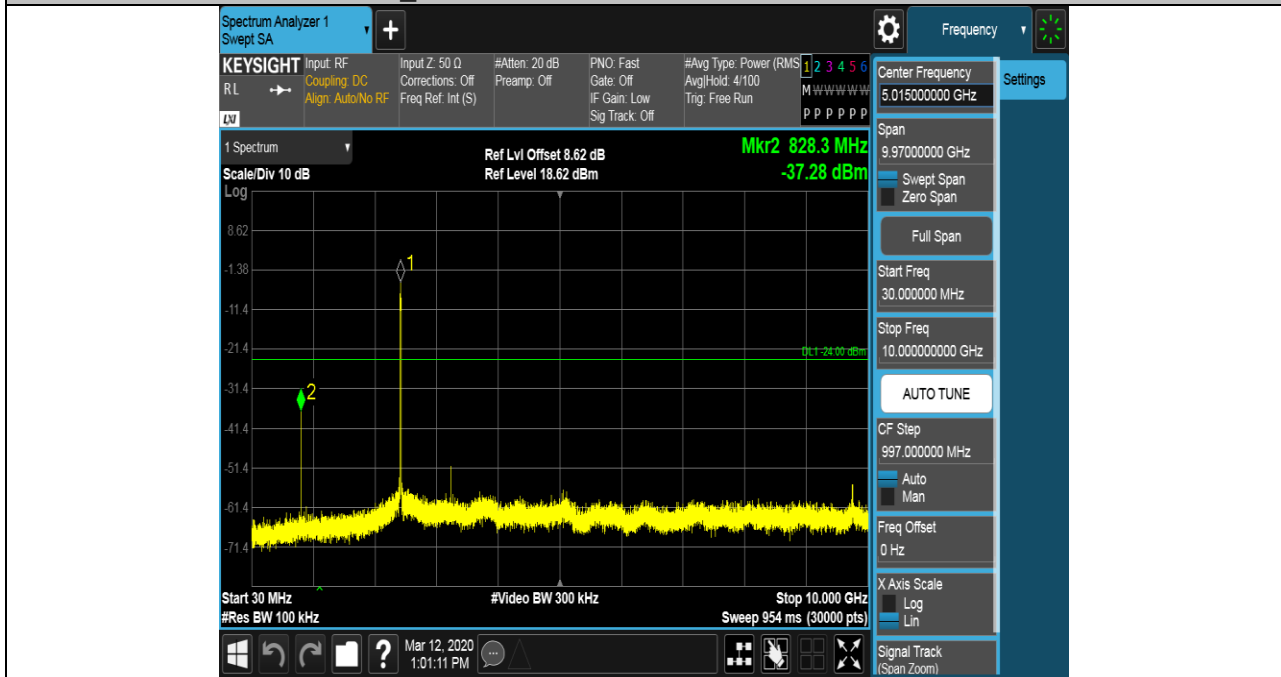 Spectrum Analyzer 1
Swept SA
+
Frequency
KEYSIGHT
RL
LXI
Input: RF
Coupling: DC
Align: Auto/No RF
Input Z: 50 Ω
Corrections: Off
Freq Ref: Int (S)
#Atten: 20 dB
Preamp: Off
PNO: Fast
Gate: Off
IF Gain: Low
Sig Track: Off
#Avg Type: Power (RMS
Avg|Hold: 4/100
Trig: Free Run
1 2 3 4 5 6
M W W W W W
P P P P P P
1 Spectrum
Scale/Div 10 dB
Log
Ref Lvl Offset 8.62 dB
Ref Level 18.62 dBm
Mkr2 828.3 MHz
-37.28 dBm
8.62
-1.38
-11.4
-21.4
-31.4
-41.4
-51.4
-61.4
-71.4
1
2
DL1 -24.00 dBm
Start 30 MHz
#Res BW 100 kHz
#Video BW 300 kHz
Stop 10.000 GHz
Sweep 954 ms (30000 pts)
?
Mar 12, 2020
1:01:11 PM
Center Frequency
5.015000000 GHz
Span
9.97000000 GHz
Swept Span
Zero Span
Full Span
Start Freq
30.000000 MHz
Stop Freq
10.000000000 GHz
AUTO TUNE
CF Step
997.000000 MHz
Auto
Man
Freq Offset
0 Hz
X Axis Scale
Log
Lin
Signal Track
(Span Zoom)
Settings